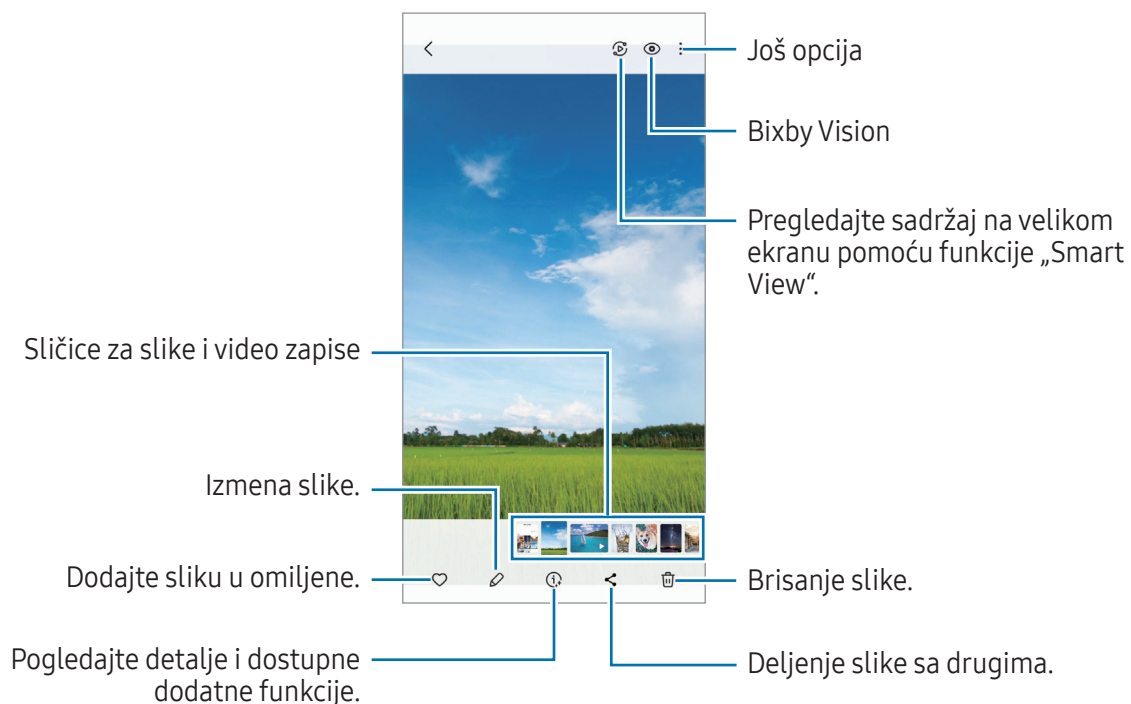 Još opcija
Bixby Vision
Pregledajte sadržaj na velikom
ekranu pomoću funkcije „Smart
View“.
Sličice za slike i video zapise
Izmena slike.
Dodajte sliku u omiljene.
Brisanje slike.
Pogledajte detalje i dostupne
dodatne funkcije.
Deljenje slike sa drugima.